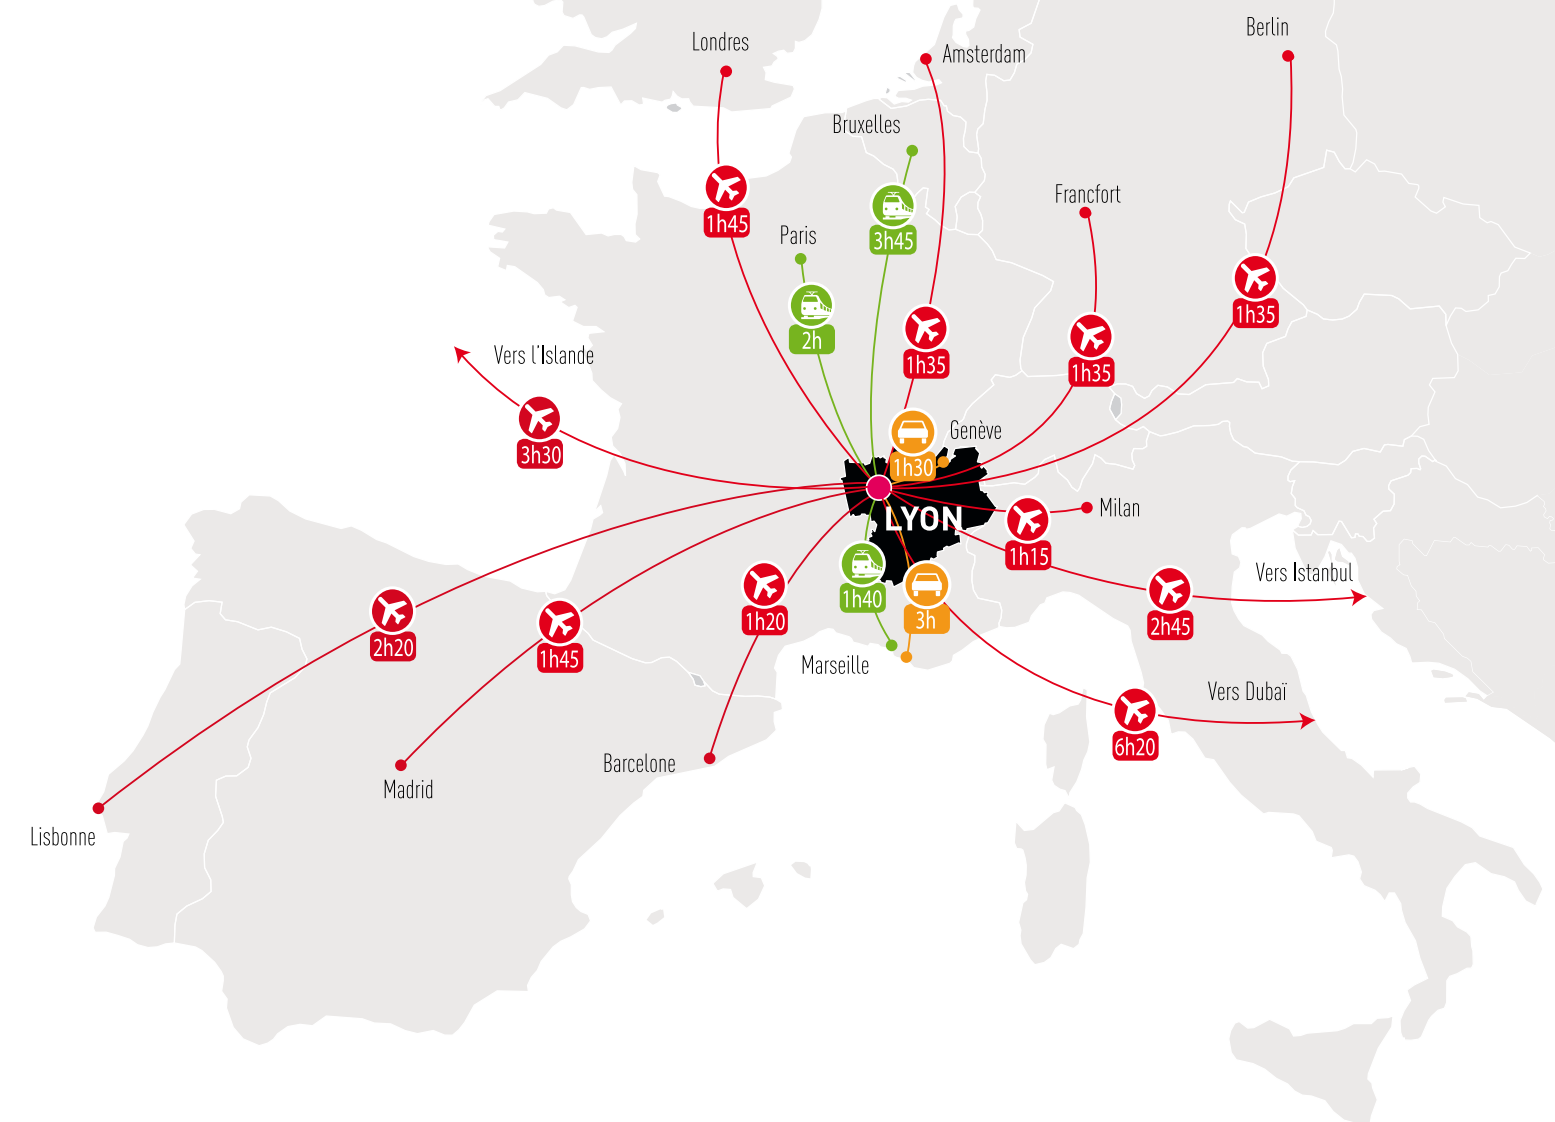 Berlin
Londres
Amsterdam
Bruxelles
Francfort
1h45
Paris
3h45
1h35
2h
Vers l'Islande
1h35
1h35
3h30
Genève
1h30
Milan
LYON
1h15
Vers Istanbul
1h40
2h20
1h45
1h20
3h
2h45
Marseille
Vers Dubaï
6h20
Barcelone
Madrid
Lisbonne